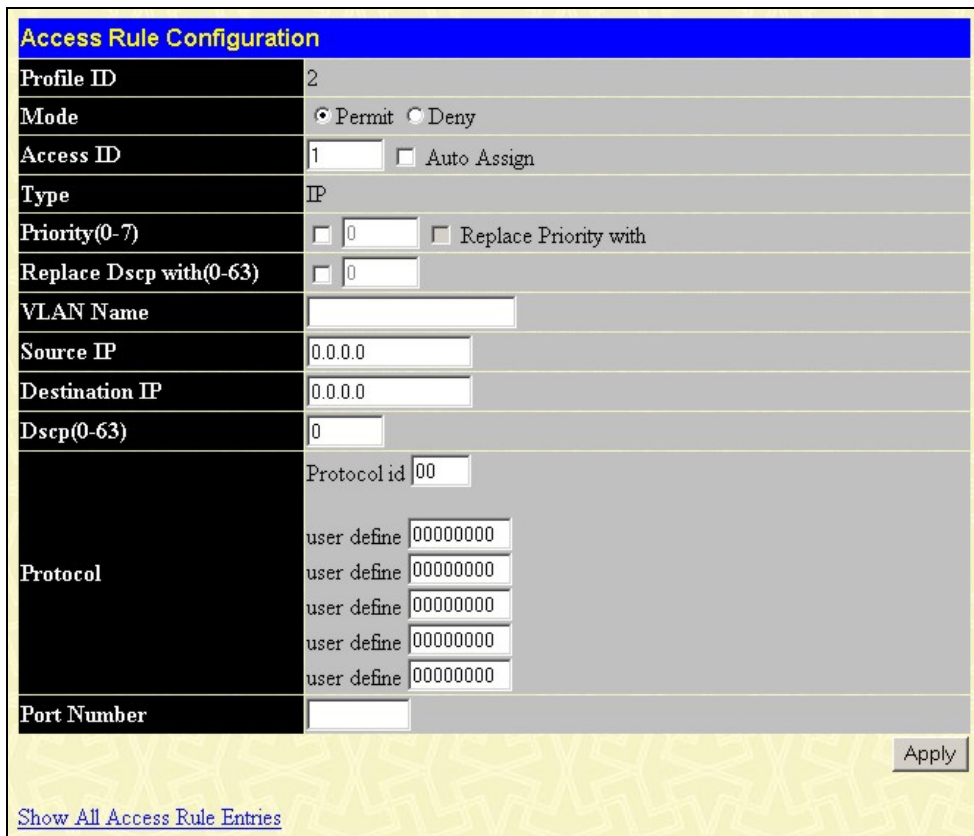 Access Rule Configuration
Profile ID 2
Mode Permit Deny
Access ID 1 Auto Assign
Type IP
Priority(0-7) 0 Replace Priority with
Replace Dscp with(0-63) 0
VLAN Name
Source IP 0.0.0.0
Destination IP 0.0.0.0
Dscp(0-63) 0
Protocol
Protocol id 00
user define 00000000
user define 00000000
user define 00000000
user define 00000000
user define 00000000
Port Number
Apply
Show All Access Rule Entries